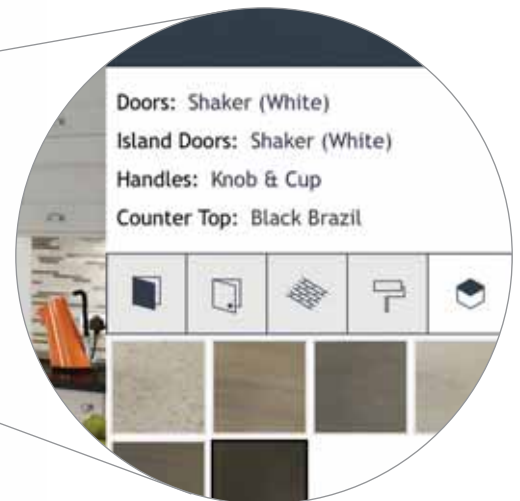 Doors: Shaker (White)
Island Doors: Shaker (White)
Handles: Knob & Cup
Counter Top: Black Brazil